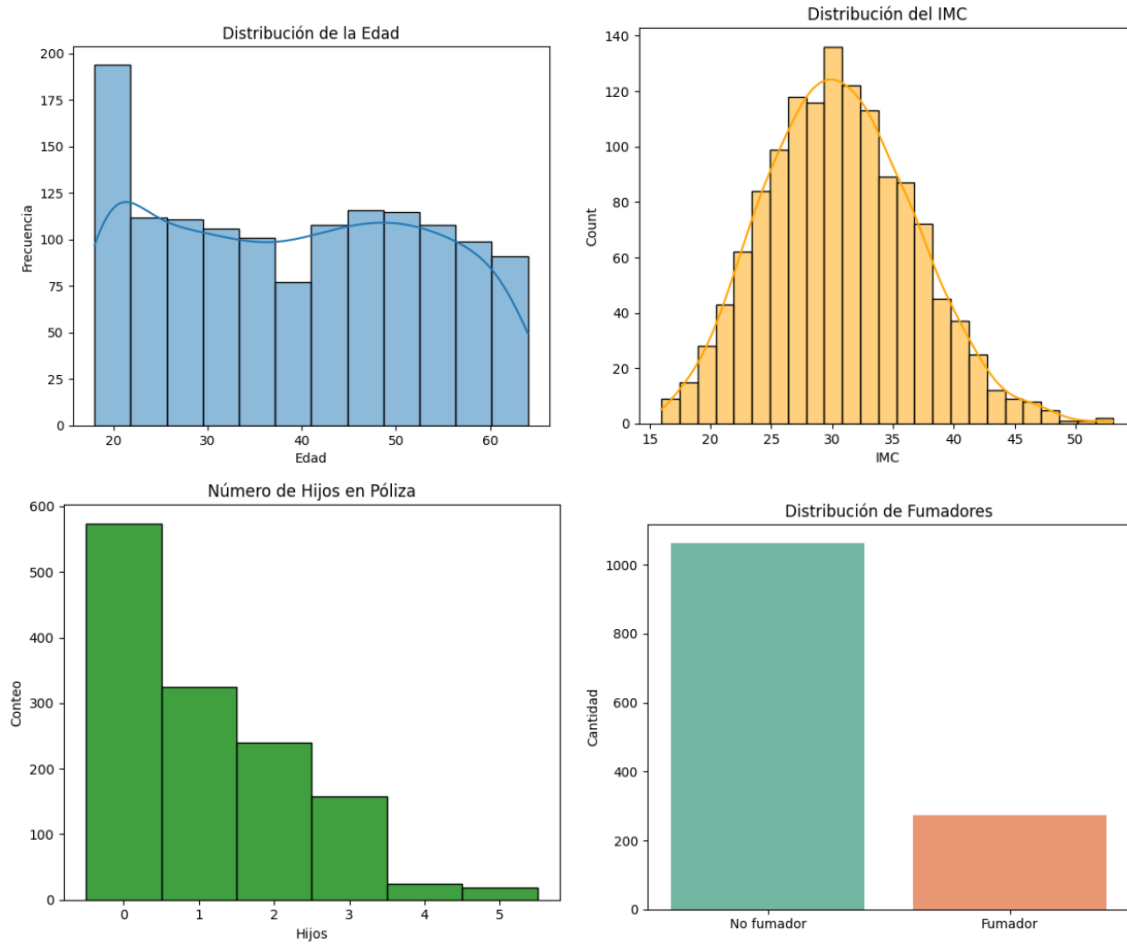 Distribución de la Edad
200
175
150
125
100
75
50
25
0
Frecuencia
20 30 40 50 60
Edad
Distribución del IMC
140
120
100
80
60
40
20
0
Count
15 20 25 30 35 40 45 50
IMC
Número de Hijos en Póliza
600
500
400
300
200
100
0
Conteo
0 1 2 3 4 5
Hijos
Distribución de Fumadores
1000
800
600
400
200
0
Cantidad
No fumador Fumador